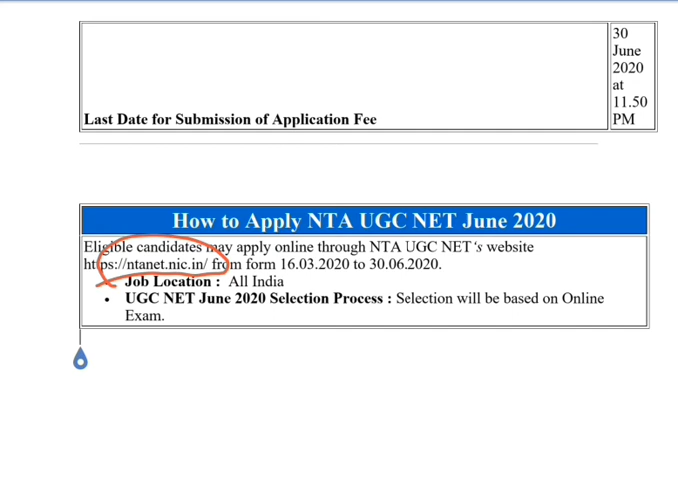 30
June
2020
at
11.50
Last Date for Submission of Application Fee PM
How to Apply NTA UGC NET June 2020
Eligible candidates may apply online through NTA UGC NET's website
https://ntanet.nic.in/ from form 16.03.2020 to 30.06.2020.
Job Location : All India
• UGC NET June 2020 Selection Process : Selection will be based on Online
Exam.